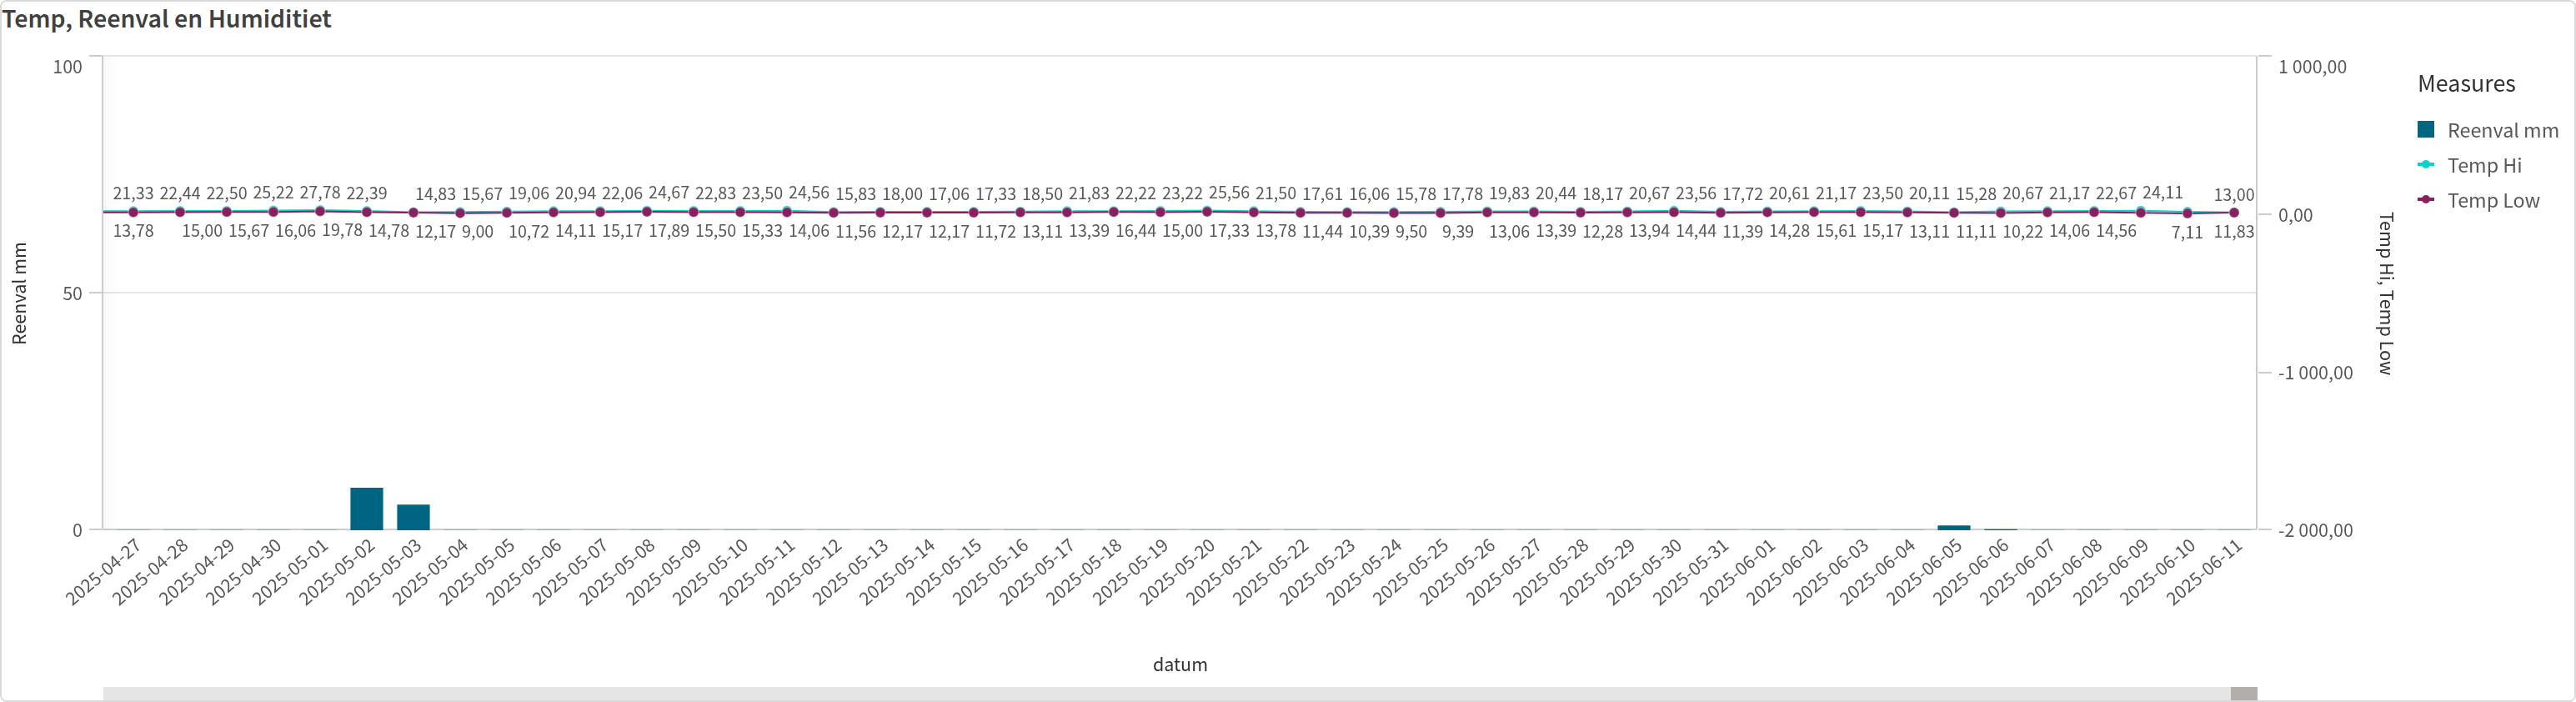 Temp, Reenval en Humiditiet
100
50
0
Reenval mm
21,33 22,44 22,50 25,22 27,78 22,39 14,83 15,67 19,06 20,94 22,06 24,67 22,83 23,50 24,56 15,83 18,00 17,06 17,33 18,50 21,83 22,22 23,22 25,56 21,50 17,61 16,06 15,78 17,78 19,83 20,44 18,17 20,67 23,56 17,72 20,61 21,17 23,50 20,11 15,28 20,67 21,17 22,67 24,11 13,00
13,78 15,00 15,67 16,06 19,78 14,78 12,17 9,00 10,72 14,11 15,17 17,89 15,50 15,33 14,06 11,56 12,17 12,17 11,72 13,11 13,39 16,44 15,00 17,33 13,78 11,44 10,39 9,50 9,39 13,06 13,39 12,28 13,94 14,44 11,39 14,28 15,61 15,17 13,11 11,11 10,22 14,06 14,56 7,11 11,83
1 000,00
0,00
-1 000,00
-2 000,00
Temp Hi, Temp Low
2025-04-27 2025-04-28 2025-04-29 2025-04-30 2025-05-01 2025-05-02 2025-05-03 2025-05-04 2025-05-05 2025-05-06 2025-05-07 2025-05-08 2025-05-09 2025-05-10 2025-05-11 2025-05-12 2025-05-13 2025-05-14 2025-05-15 2025-05-16 2025-05-17 2025-05-18 2025-05-19 2025-05-20 2025-05-21 2025-05-22 2025-05-23 2025-05-24 2025-05-25 2025-05-26 2025-05-27 2025-05-28 2025-05-29 2025-05-30 2025-05-31 2025-06-01 2025-06-02 2025-06-03 2025-06-04 2025-06-05 2025-06-06 2025-06-07 2025-06-08 2025-06-09 2025-06-10 2025-06-11
datum
Measures
Reenval mm
Temp Hi
Temp Low